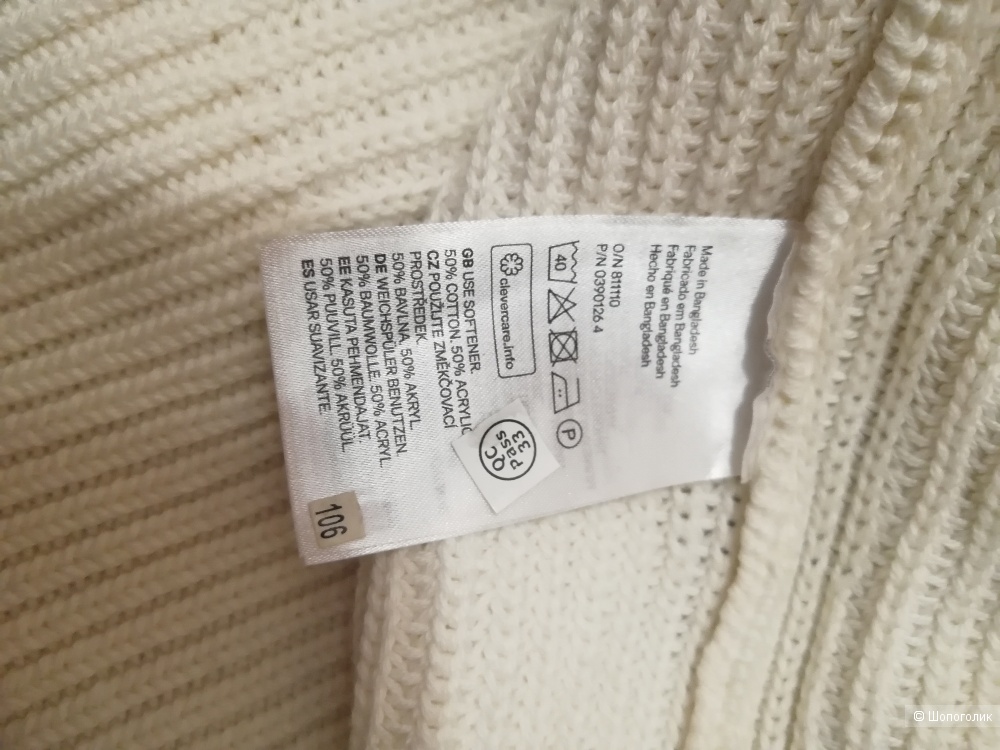 Made in Bangladesh
Fabricado em Bangladesh
Fabriqué en Bangladesh
Hecho en Bangladesh
O/N 811110
P/N 0390126 4
40
P
clevercare.info
GB USE SOFTENER.
50% COTTON. 50% ACRYLIC
CZ POUŽIJTE ZMĚKČOVACÍ
PROSTŘEDEK.
50% BAVLNA. 50% AKRYL.
DE WEICHSPÜLER BENUTZEN.
50% BAUMWOLLE. 50% ACRYL.
EE KASUTA PEHMENDAJAT.
50% PUUVILL. 50% AKRÜÜL.
ES USAR SUAVIZANTE.
QC
Pass
33
106
© Шопоголик